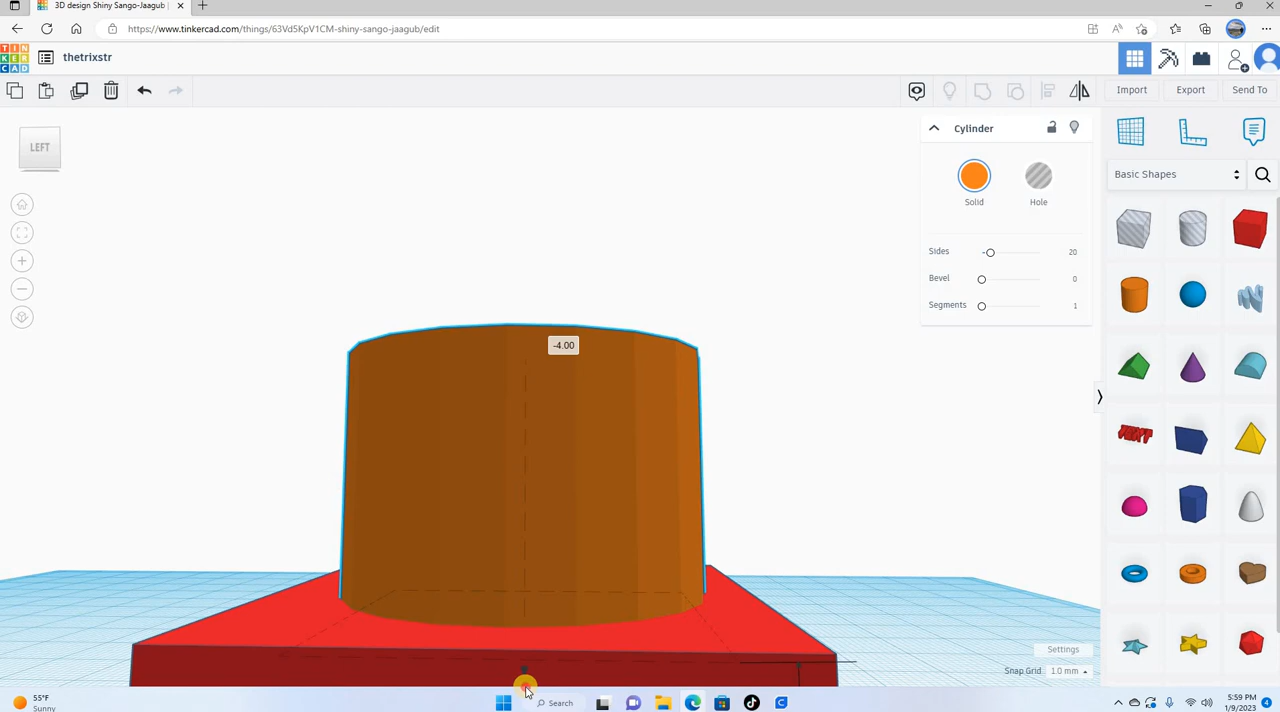 3D design Shiny Sango-Jaagub |
https://www.tinkercad.com/things/63Vd5KpV1CM-shiny-sango-jaagub/edit
TIN
KER
CAD
thetrixstr
Import
Export
Send To
LEFT
Cylinder
Solid
Hole
Sides
20
Bevel
0
Segments
1
Basic Shapes
-4.00
TEXT
Settings
Snap Grid
1.0 mm
55°F
Sunny
Search
5:59 PM
1/9/2023
4